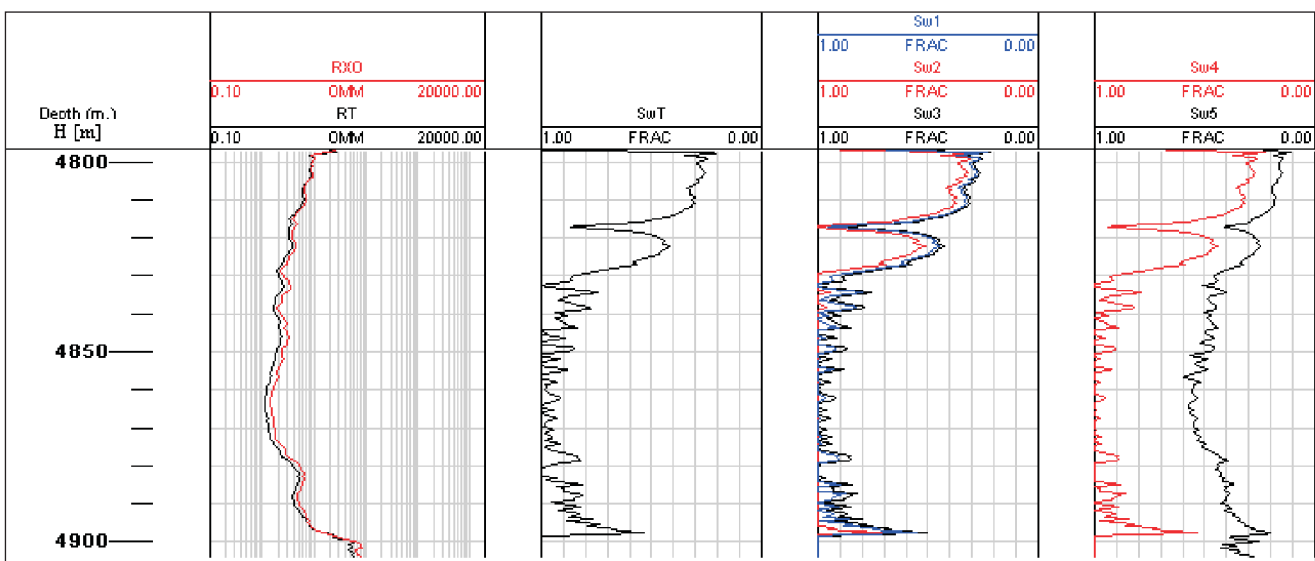 Sw1
1.00 FRAC 0.00
RXO Sw2 Sw4
0.10 OMM 20000.00 1.00 FRAC 0.00 1.00 FRAC 0.00
Depth (m.) RT SwT Sw3 Sw5
H [m] 0.10 OMM 20000.00 1.00 FRAC 0.00 1.00 FRAC 0.00 1.00 FRAC 0.00
4800
4850
4900